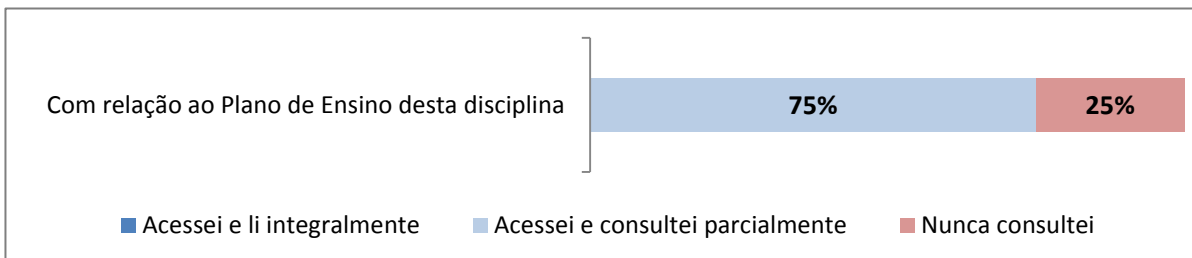 Com relação ao Plano de Ensino desta disciplina
75%
25%
Acessei e li integralmente
Acessei e consultei parcialmente
Nunca consultei